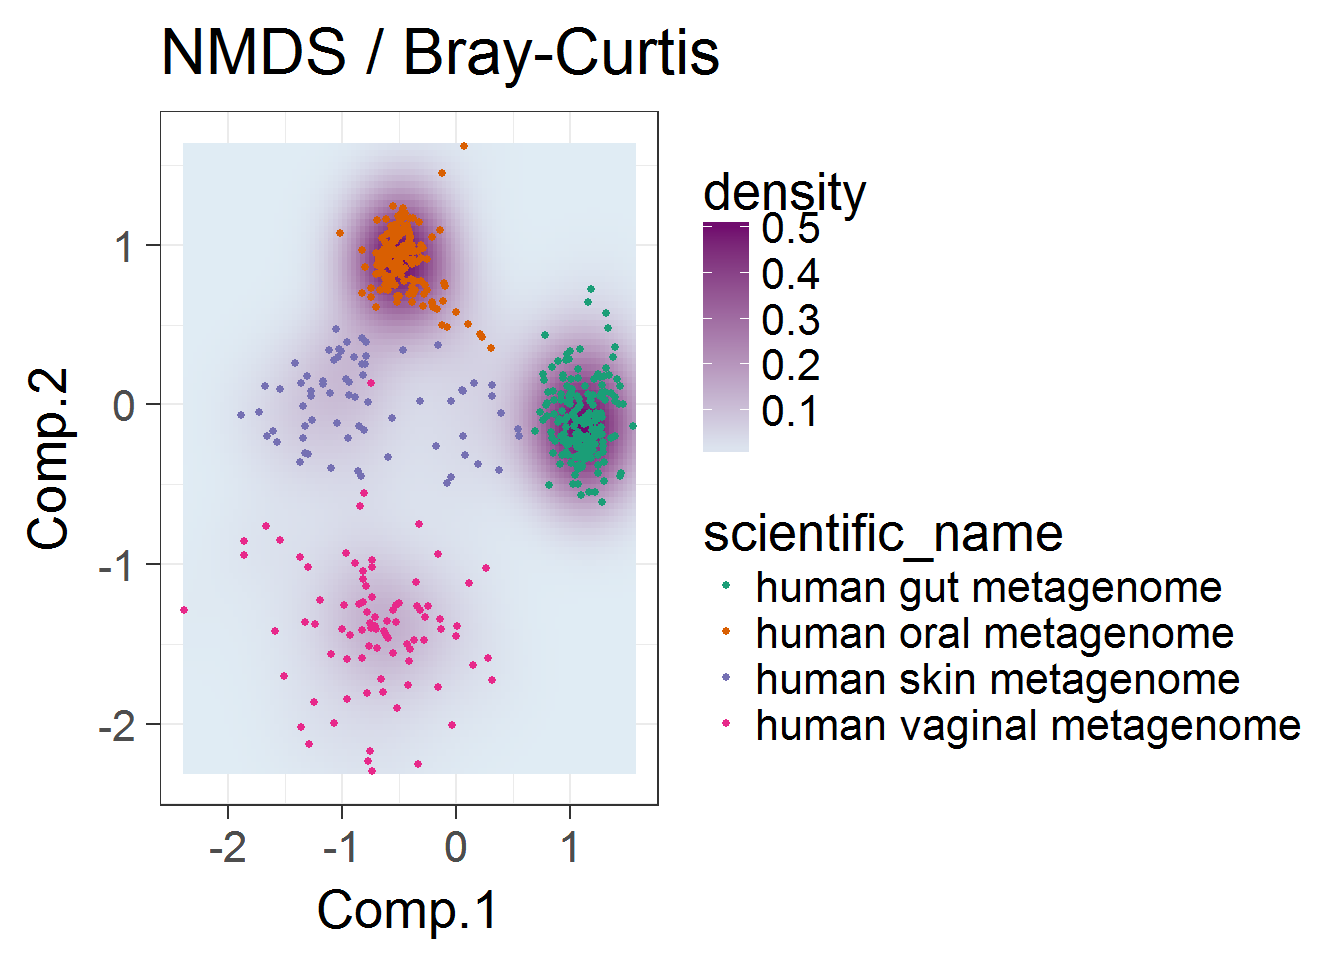 NMDS / Bray-Curtis
density
0.5
0.4
0.3
0.2
0.1
scientific_name
human gut metagenome
human oral metagenome
human skin metagenome
human vaginal metagenome
Comp.2
1
0
-1
-2
-2 -1 0 1
Comp.1